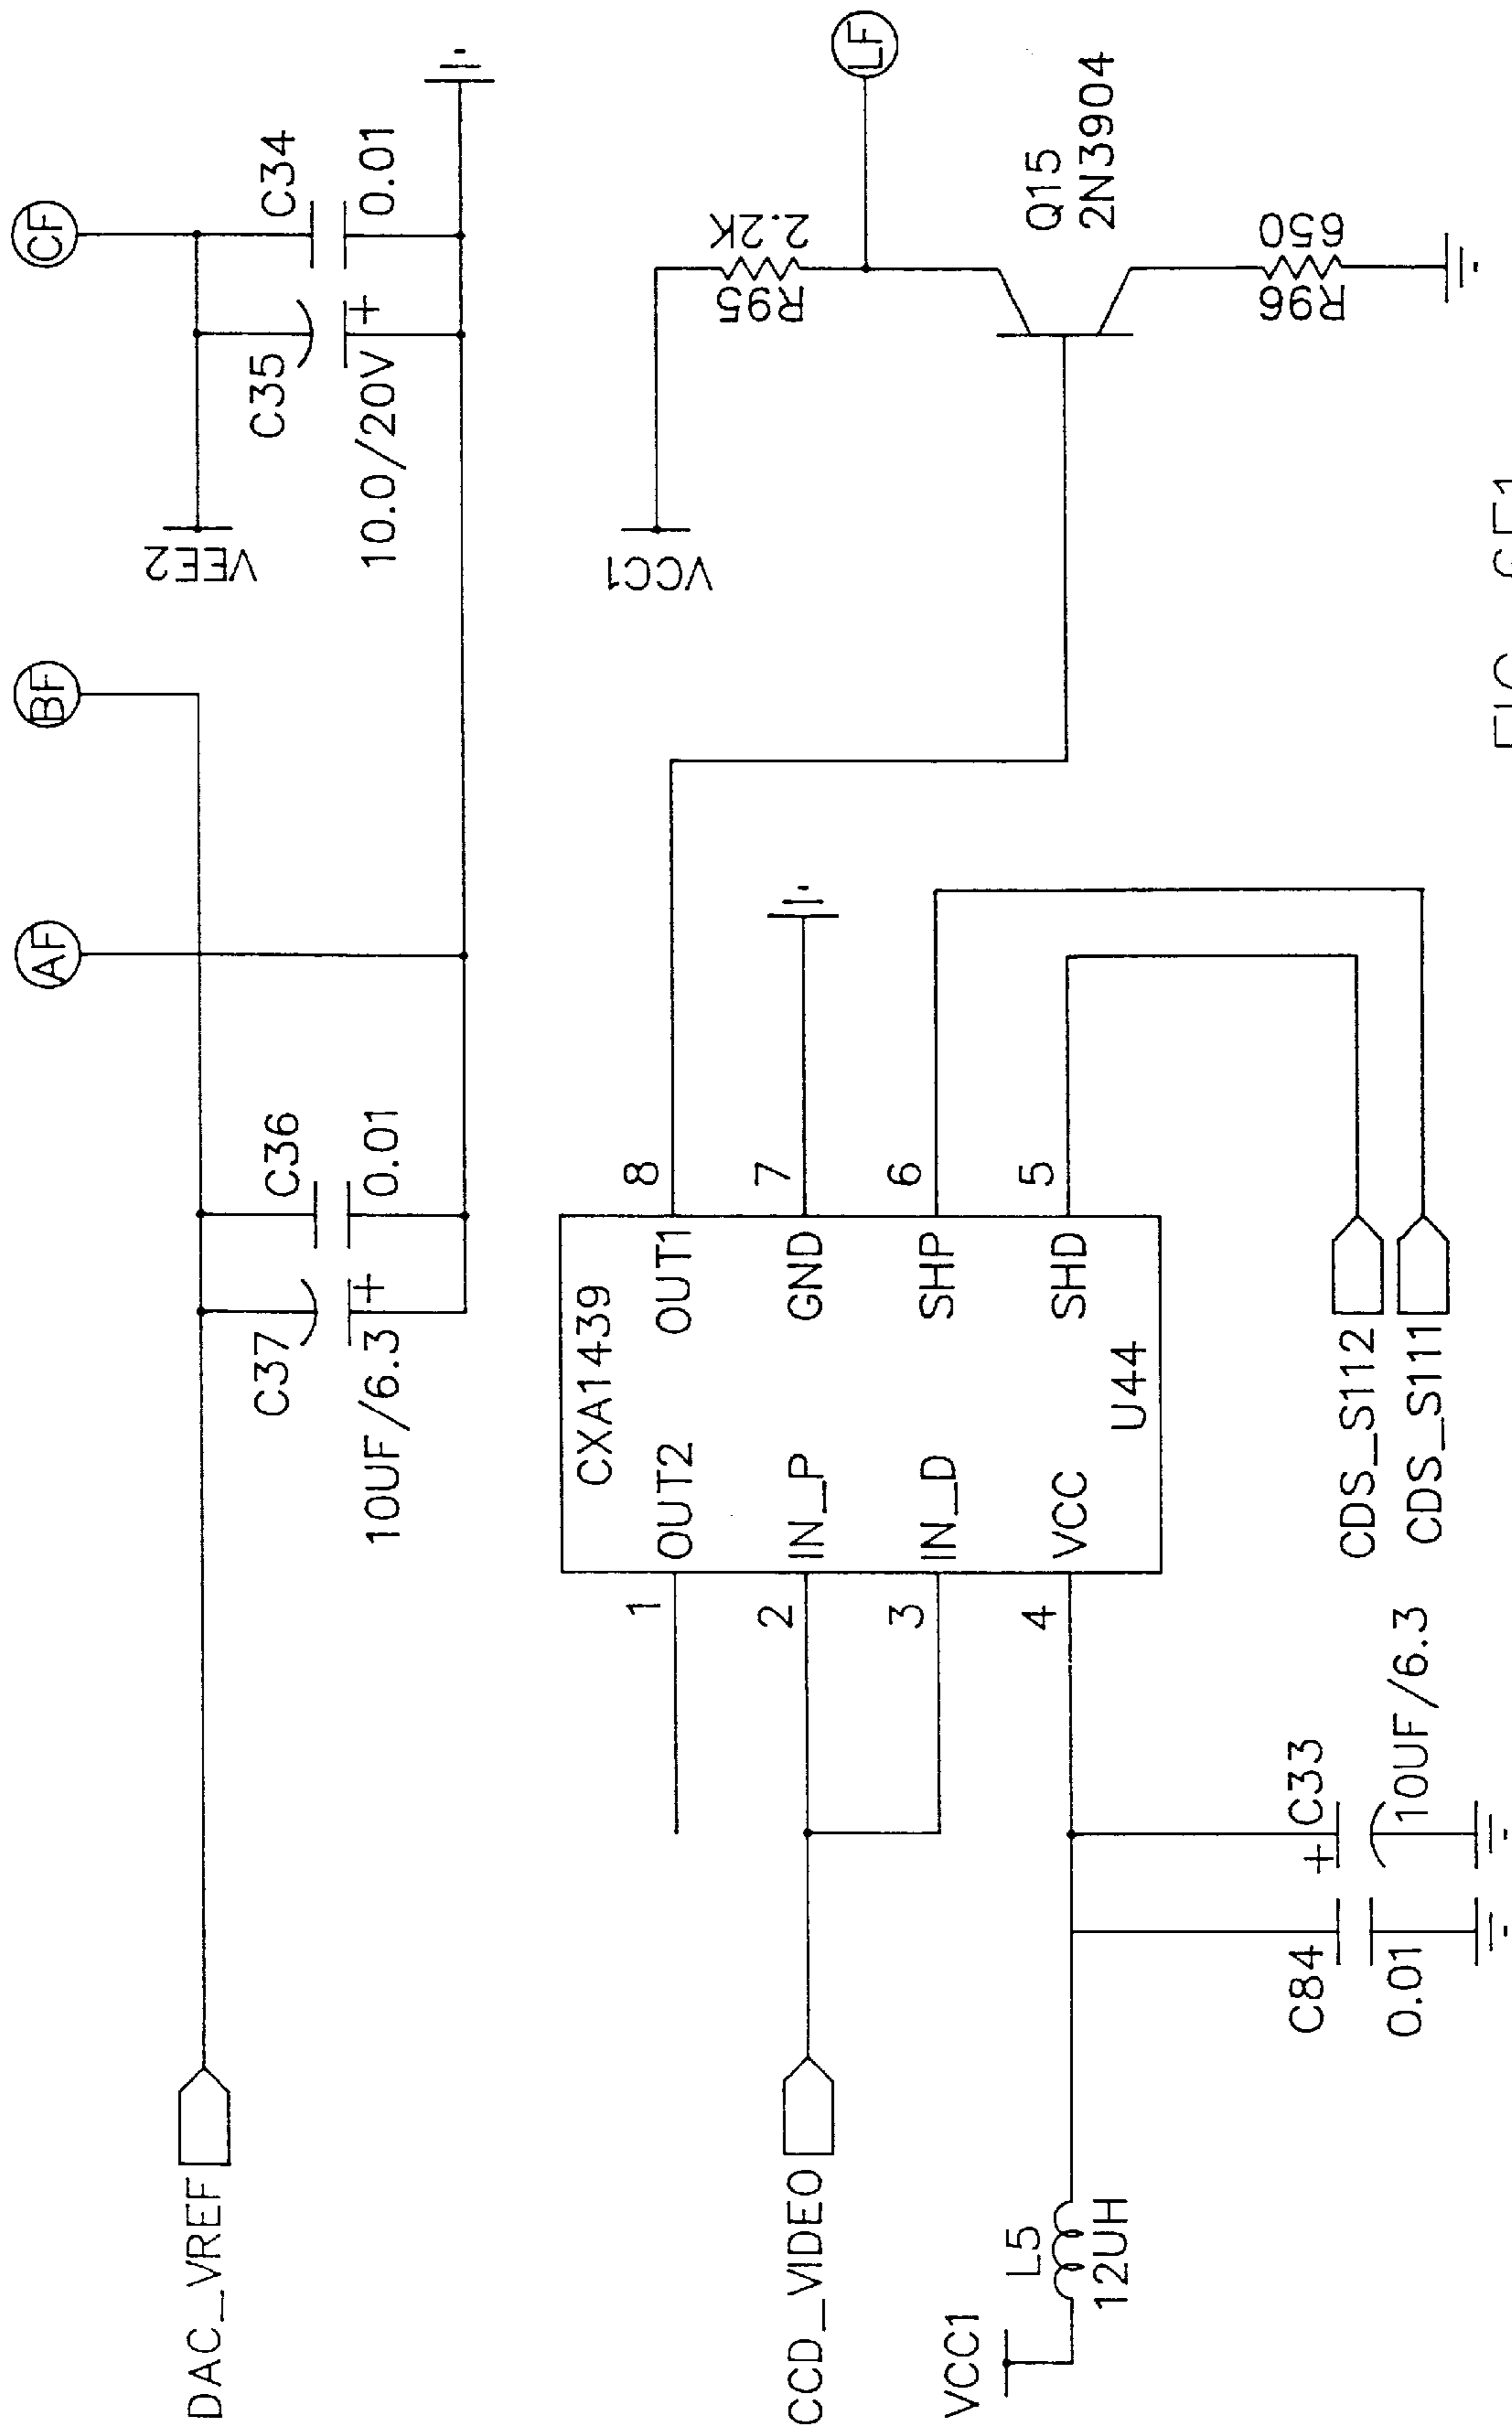 AF
BF
CF
DAC_VREF
C37
10UF/6.3
+
C36
0.01
VEE2
C35
10.0/20V
+
C34
0.01
CCD_VIDEO
1
2
3
4
CXA1439
OUT2
OUT1
IN_P
GND
IN_D
SHP
VCC
SHD
U44
8
7
6
5
VCC1
R95
2.2K
LF
Q15
2N3904
R96
650
VCC1
L5
12UH
C84
0.01
+
C33
10UF/6.3
CDS_S112
CDS_S111